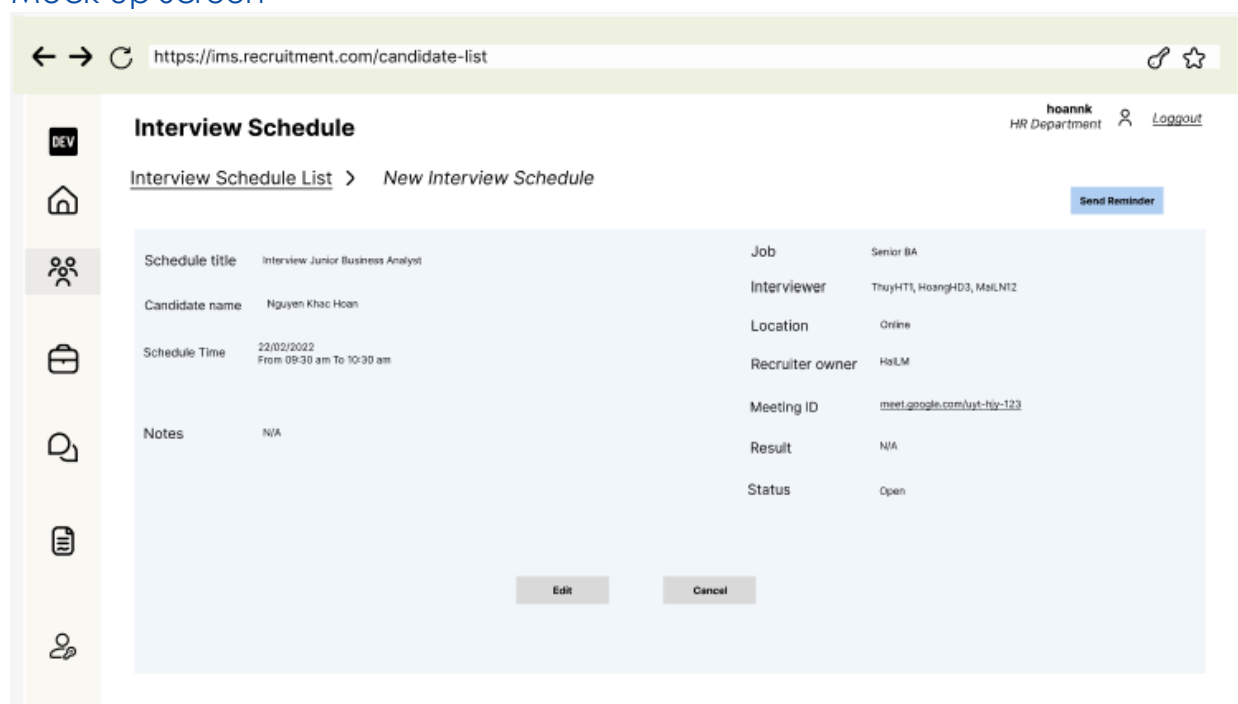 Mock-up screen
https://ims.recruitment.com/candidate-list
DEV
Interview Schedule
hoannk
HR Department
Loggout
Interview Schedule List > New Interview Schedule
Send Reminder
Schedule title Interview Junior Business Analyst
Candidate name Nguyen Khac Hoan
Schedule Time 22/02/2022
From 09:30 am To 10:30 am
Notes N/A
Job Senior BA
Interviewer ThuyHT1, HoangHD3, MaiLN12
Location Online
Recruiter owner HaiLM
Meeting ID meet.google.com/uyt-hjy-123
Result N/A
Status Open
Edit
Cancel